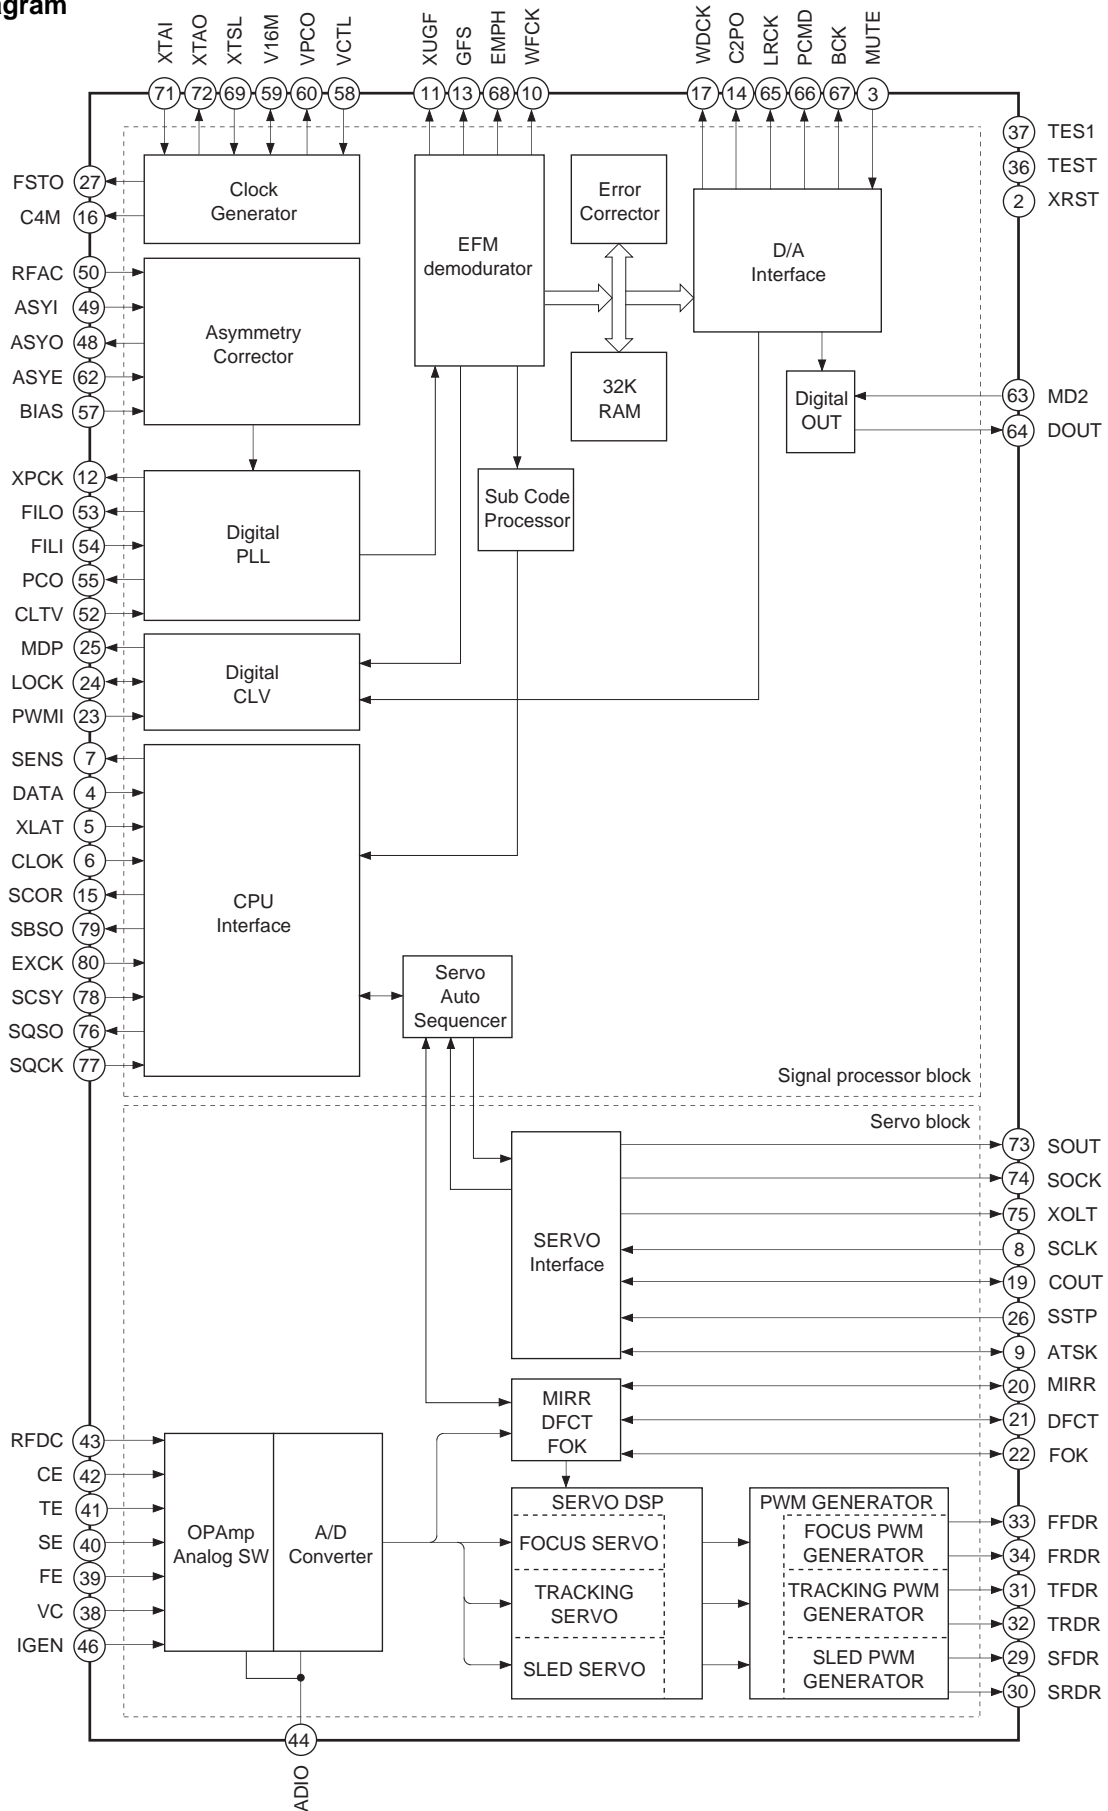 agram
XTAI
XTAO
XTSL
V16M
VPCO
VCTL
XUGF
GFS
EMPH
WFCK
WDCK
C2PO
LRCK
PCMD
BCK
MUTE
71
72
69
59
60
58
11
13
68
10
17
14
65
66
67
3
37 TES1
36 TEST
2 XRST
FSTO 27
C4M 16
Clock
Generator
EFM
demodurator
Error
Corrector
D/A
Interface
RFAC 50
ASYI 49
ASYO 48
ASYE 62
BIAS 57
Asymmetry
Corrector
32K
RAM
Digital
OUT
63 MD2
64 DOUT
XPCK 12
FILO 53
FILI 54
PCO 55
CLTV 52
Digital
PLL
Sub Code
Processor
MDP 25
LOCK 24
PWMI 23
Digital
CLV
SENS 7
DATA 4
XLAT 5
CLOK 6
SCOR 15
SBSO 79
EXCK 80
SCSY 78
SQSO 76
SQCK 77
CPU
Interface
Servo
Auto
Sequencer
Signal processor block
Servo block
SERVO
Interface
73 SOUT
74 SOCK
75 XOLT
8 SCLK
19 COUT
26 SSTP
9 ATSK
20 MIRR
21 DFCT
22 FOK
MIRR
DFCT
FOK
RFDC 43
CE 42
TE 41
SE 40
FE 39
VC 38
IGEN 46
OPAmp
Analog SW
A/D
Converter
SERVO DSP
FOCUS SERVO
TRACKING
SERVO
SLED SERVO
PWM GENERATOR
FOCUS PWM
GENERATOR
TRACKING PWM
GENERATOR
SLED PWM
GENERATOR
33 FFDR
34 FRDR
31 TFDR
32 TRDR
29 SFDR
30 SRDR
44
ADIO